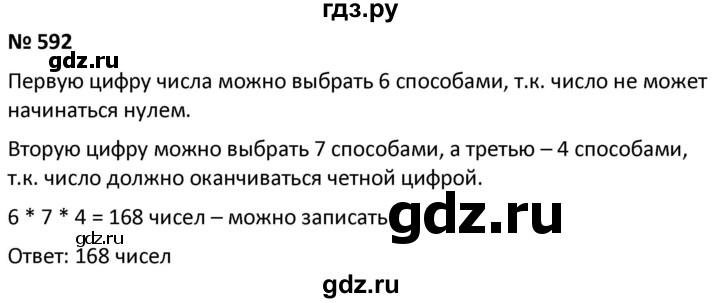 гдз.ру
№ 592
Первую цифру числа можно выбрать 6 способами, т.к. число не может
начинаться нулем.
Вторую цифру можно выбрать 7 способами, а третью – 4 способами,
т.к. число должно оканчиваться четной цифрой.
6 * 7 * 4 = 168 чисел – можно записать
gdz.ru
gdz.ru
Ответ: 168 чисел
gdz.ru